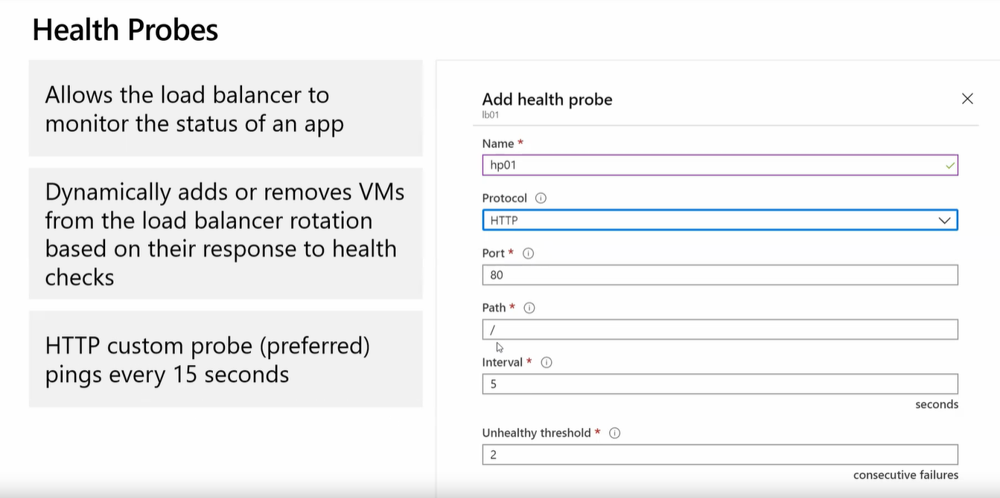 Health Probes
Allows the load balancer to
monitor the status of an app
Dynamically adds or removes VMs
from the load balancer rotation
based on their response to health
checks
HTTP custom probe (preferred)
pings every 15 seconds
Add health probe
lb01
Name *
hp01
Protocol
HTTP
Port *
80
Path *
/
Interval *
5
seconds
Unhealthy threshold *
2
consecutive failures